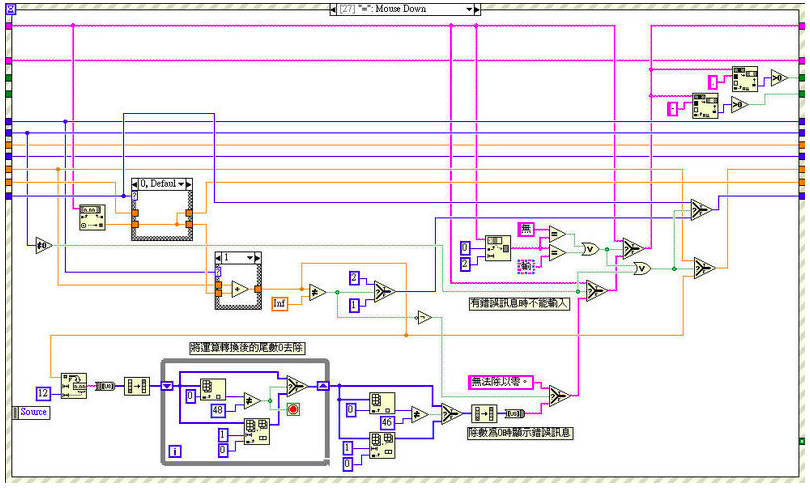 [27] "=": Mouse Down
0, Defaul
1
Inf
2
1
0
2
無
輸
有錯誤訊息時不能輸入
將運算轉換後的尾數0去除
12
Source
0
48
1
0
i
0
46
1
0
無法除以零。
除數為0時顯示錯誤訊息